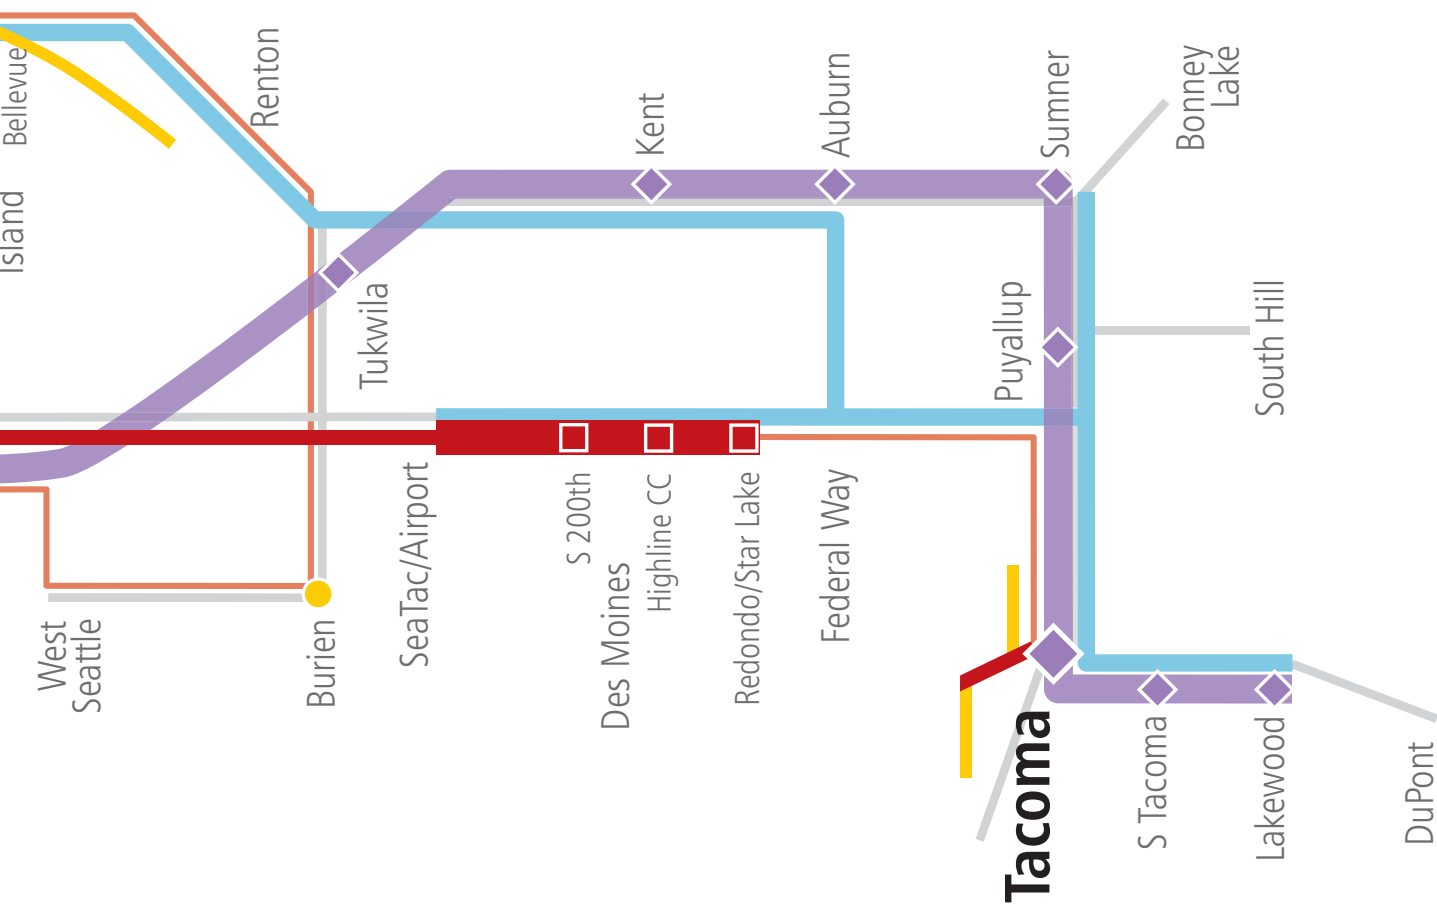 Bellevue
Island
Renton
Kent
Auburn
Sumner
Bonney
Lake
Tukwila
Puyallup
South Hill
West
Seattle
Burien
SeaTac/Airport
S 200th
Des Moines
Highline CC
Redondo/Star Lake
Federal Way
Tacoma
S Tacoma
Lakewood
DuPont